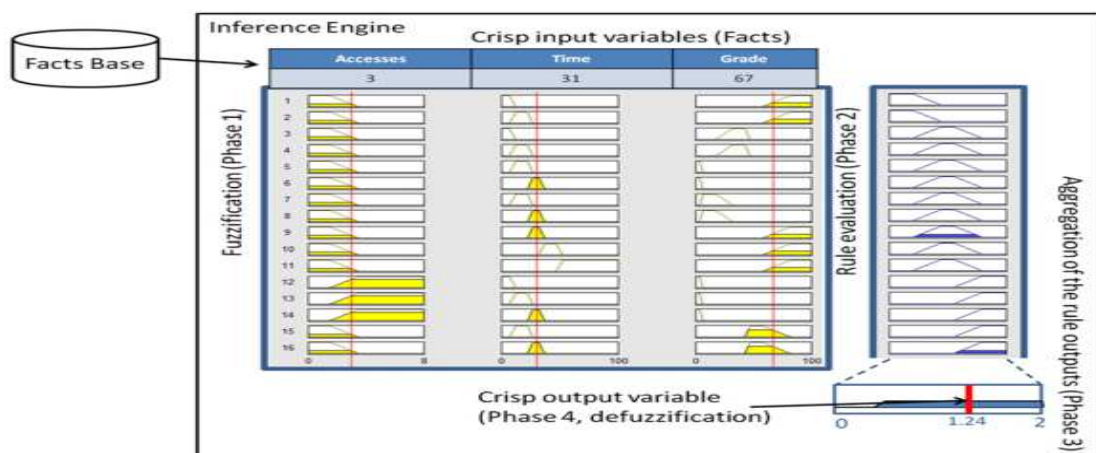 Inference Engine
Crisp input variables (Facts)
Facts Base
Accesses Time Grade
3 31 67
Fuzzification (Phase 1)
1
2
3
4
5
6
7
8
9
10
11
12
13
14
15
16
0 8 0 100 0 100
Rule evaluation (Phase 2)
Aggregation of the rule outputs (Phase 3)
Crisp output variable
(Phase 4, defuzzification)
0 1.24 2